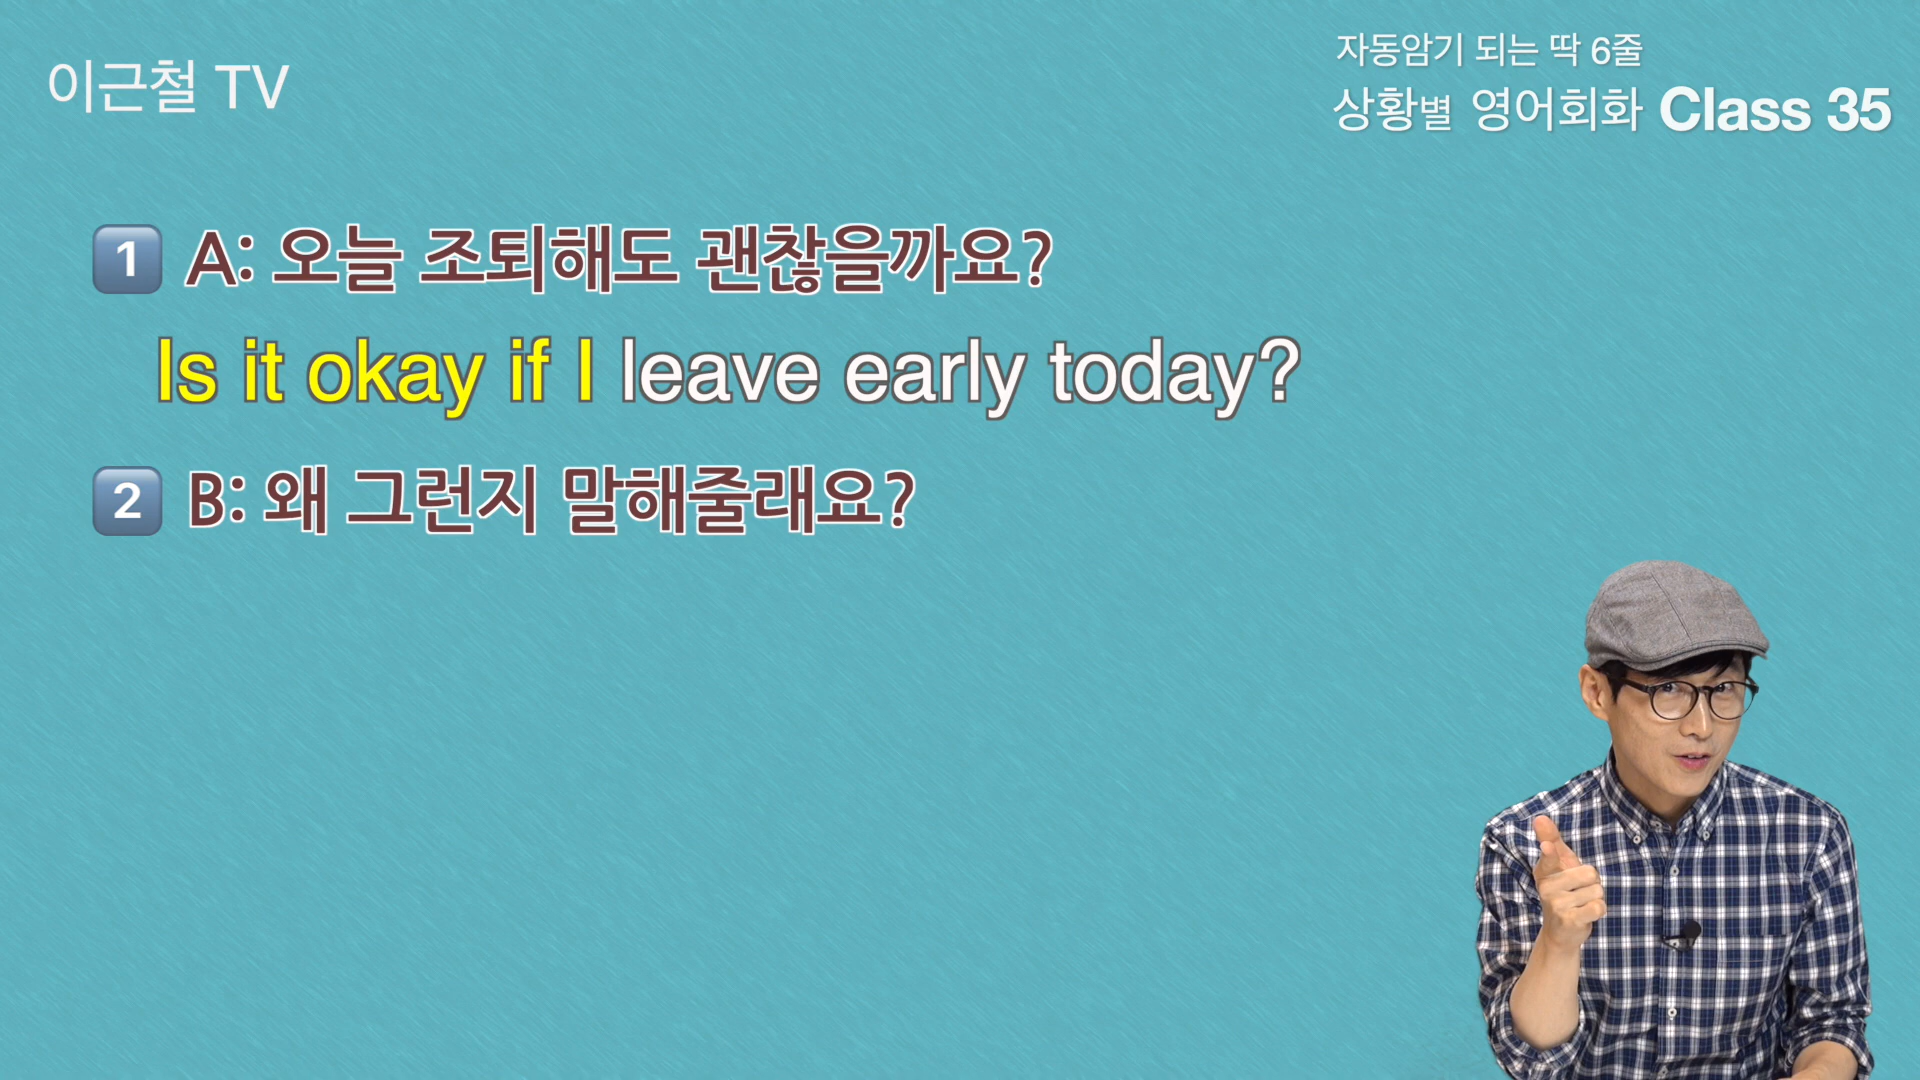 이근철 TV
자동암기 되는 딱 6줄
상황별 영어회화 Class 35
1 A: 오늘 조퇴해도 괜찮을까요?
Is it okay if I leave early today?
2 B: 왜 그런지 말해줄래요?